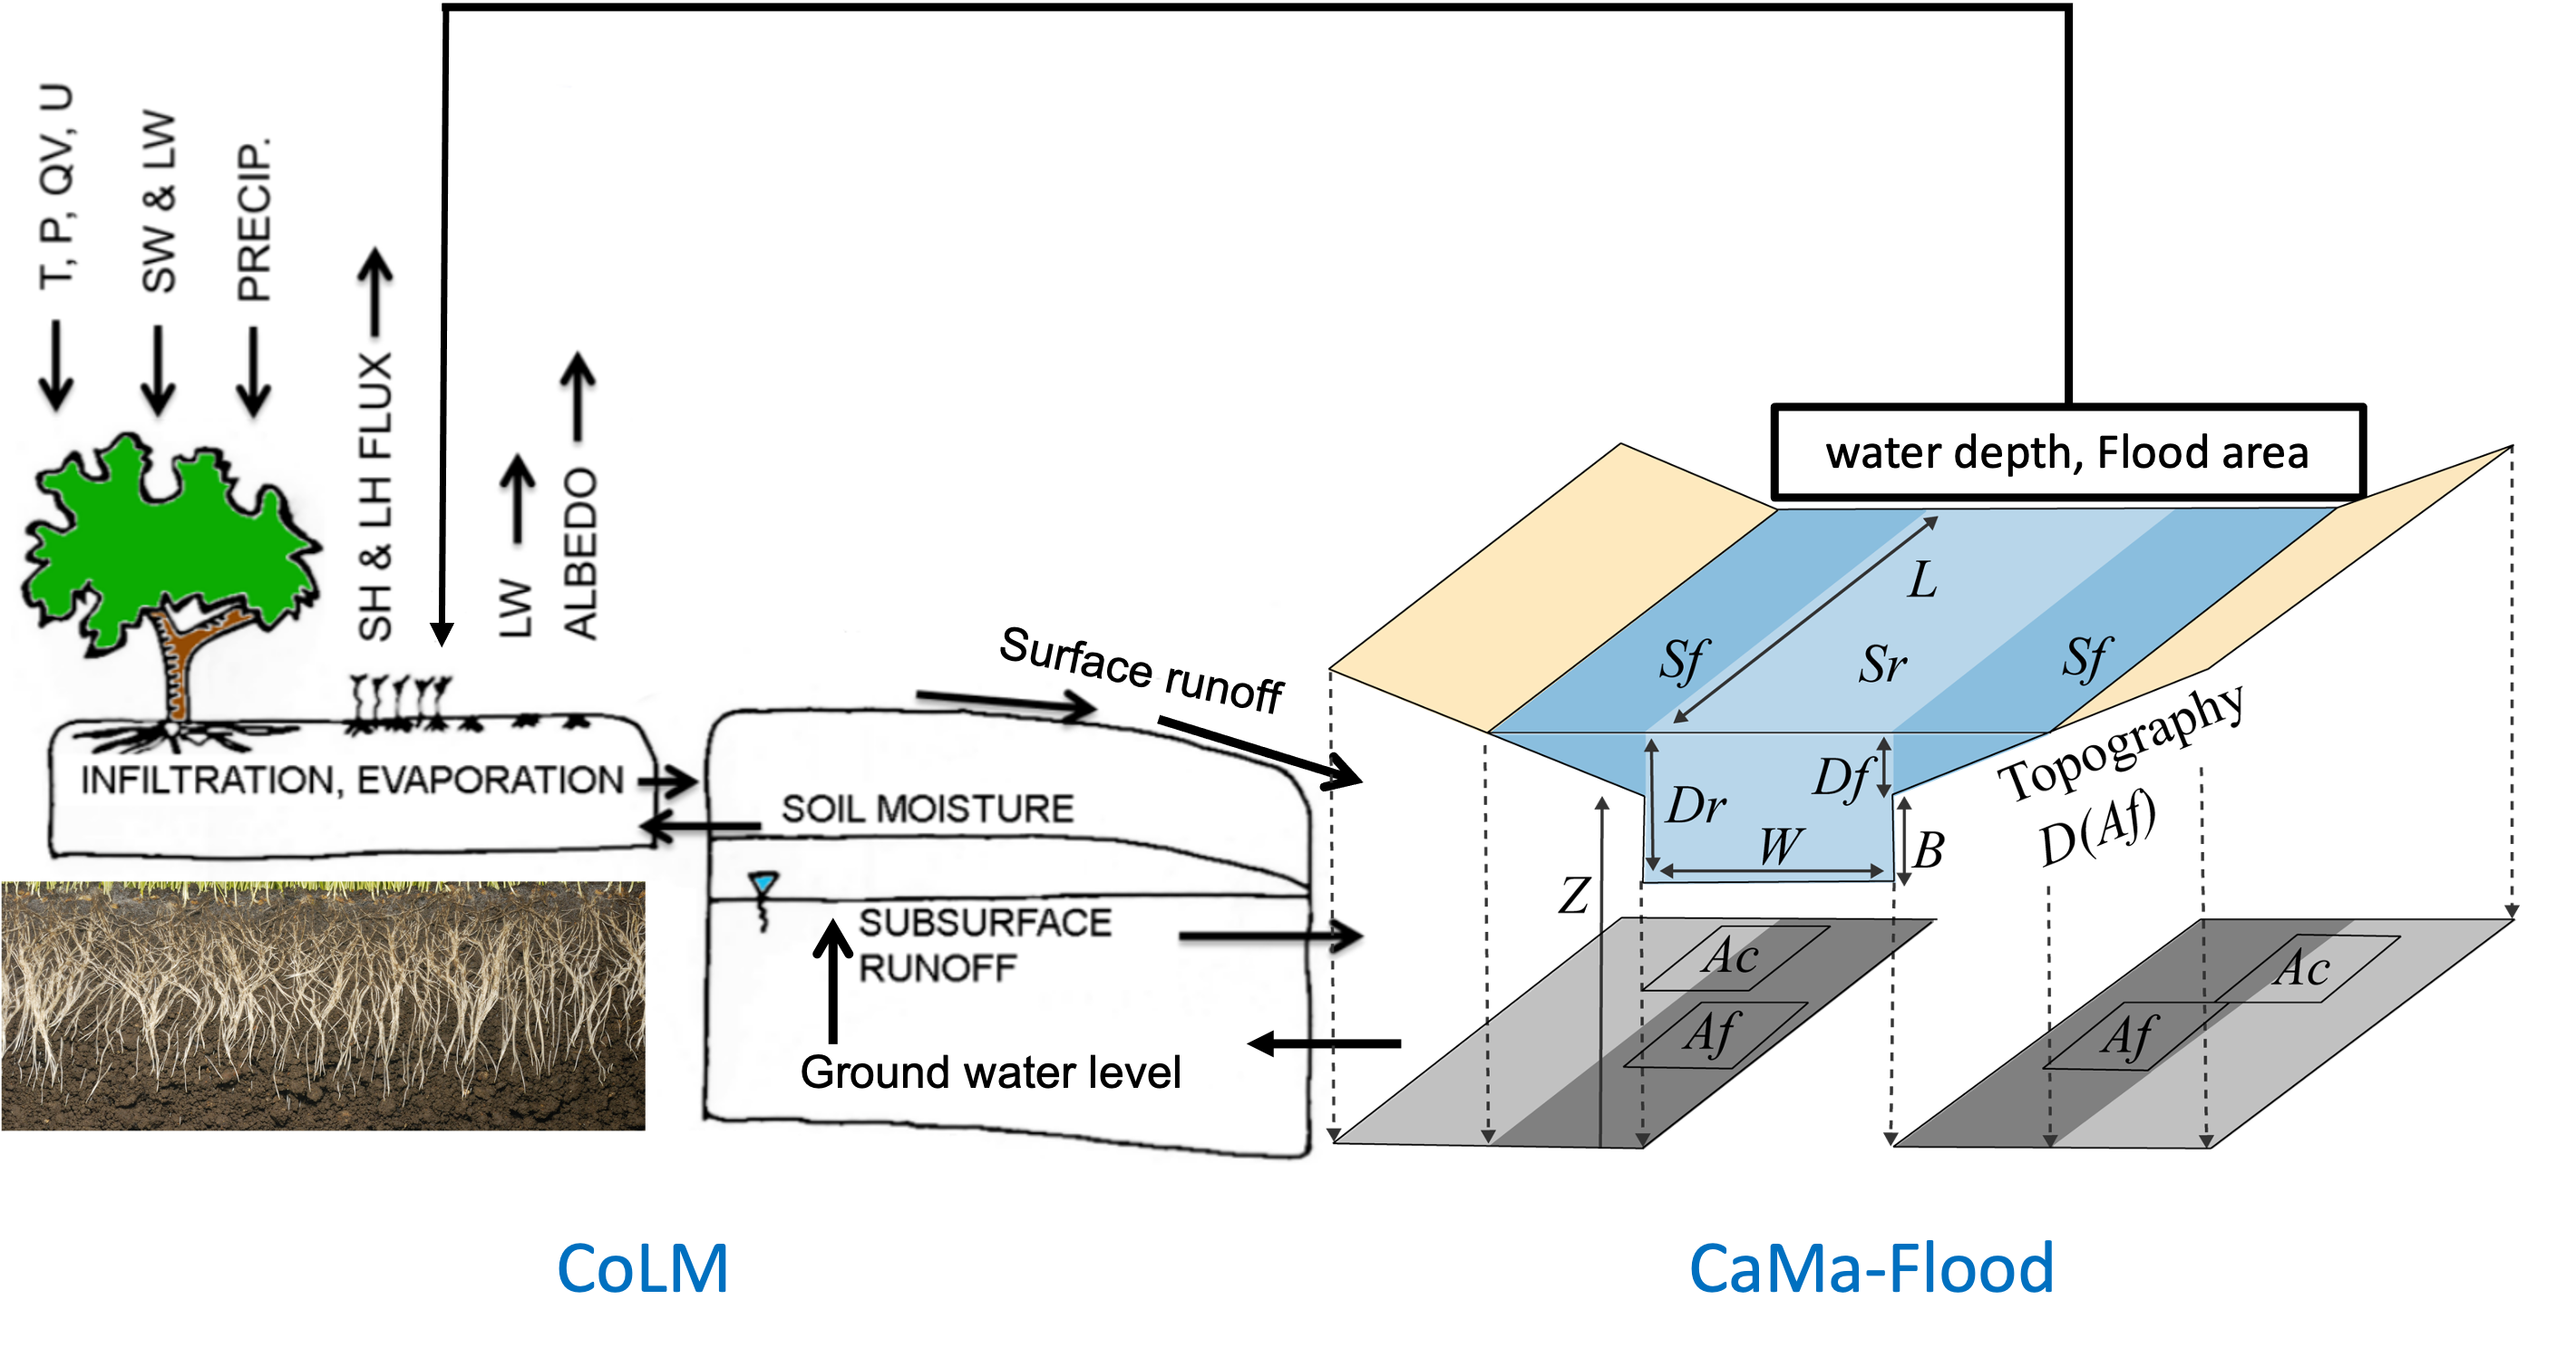 T, P, QV, U
SW & LW
PRECIP.
SH & LH FLUX
LW
ALBEDO
water depth, Flood area
L
Sf
Sr
Sf
Surface runoff
Topography
D(Af)
INFILTRATION, EVAPORATION
SOIL MOISTURE
Dr
Df
W
B
Z
SUBSURFACE
RUNOFF
Ground water level
Ac
Af
Ac
Af
CoLM
CaMa-Flood